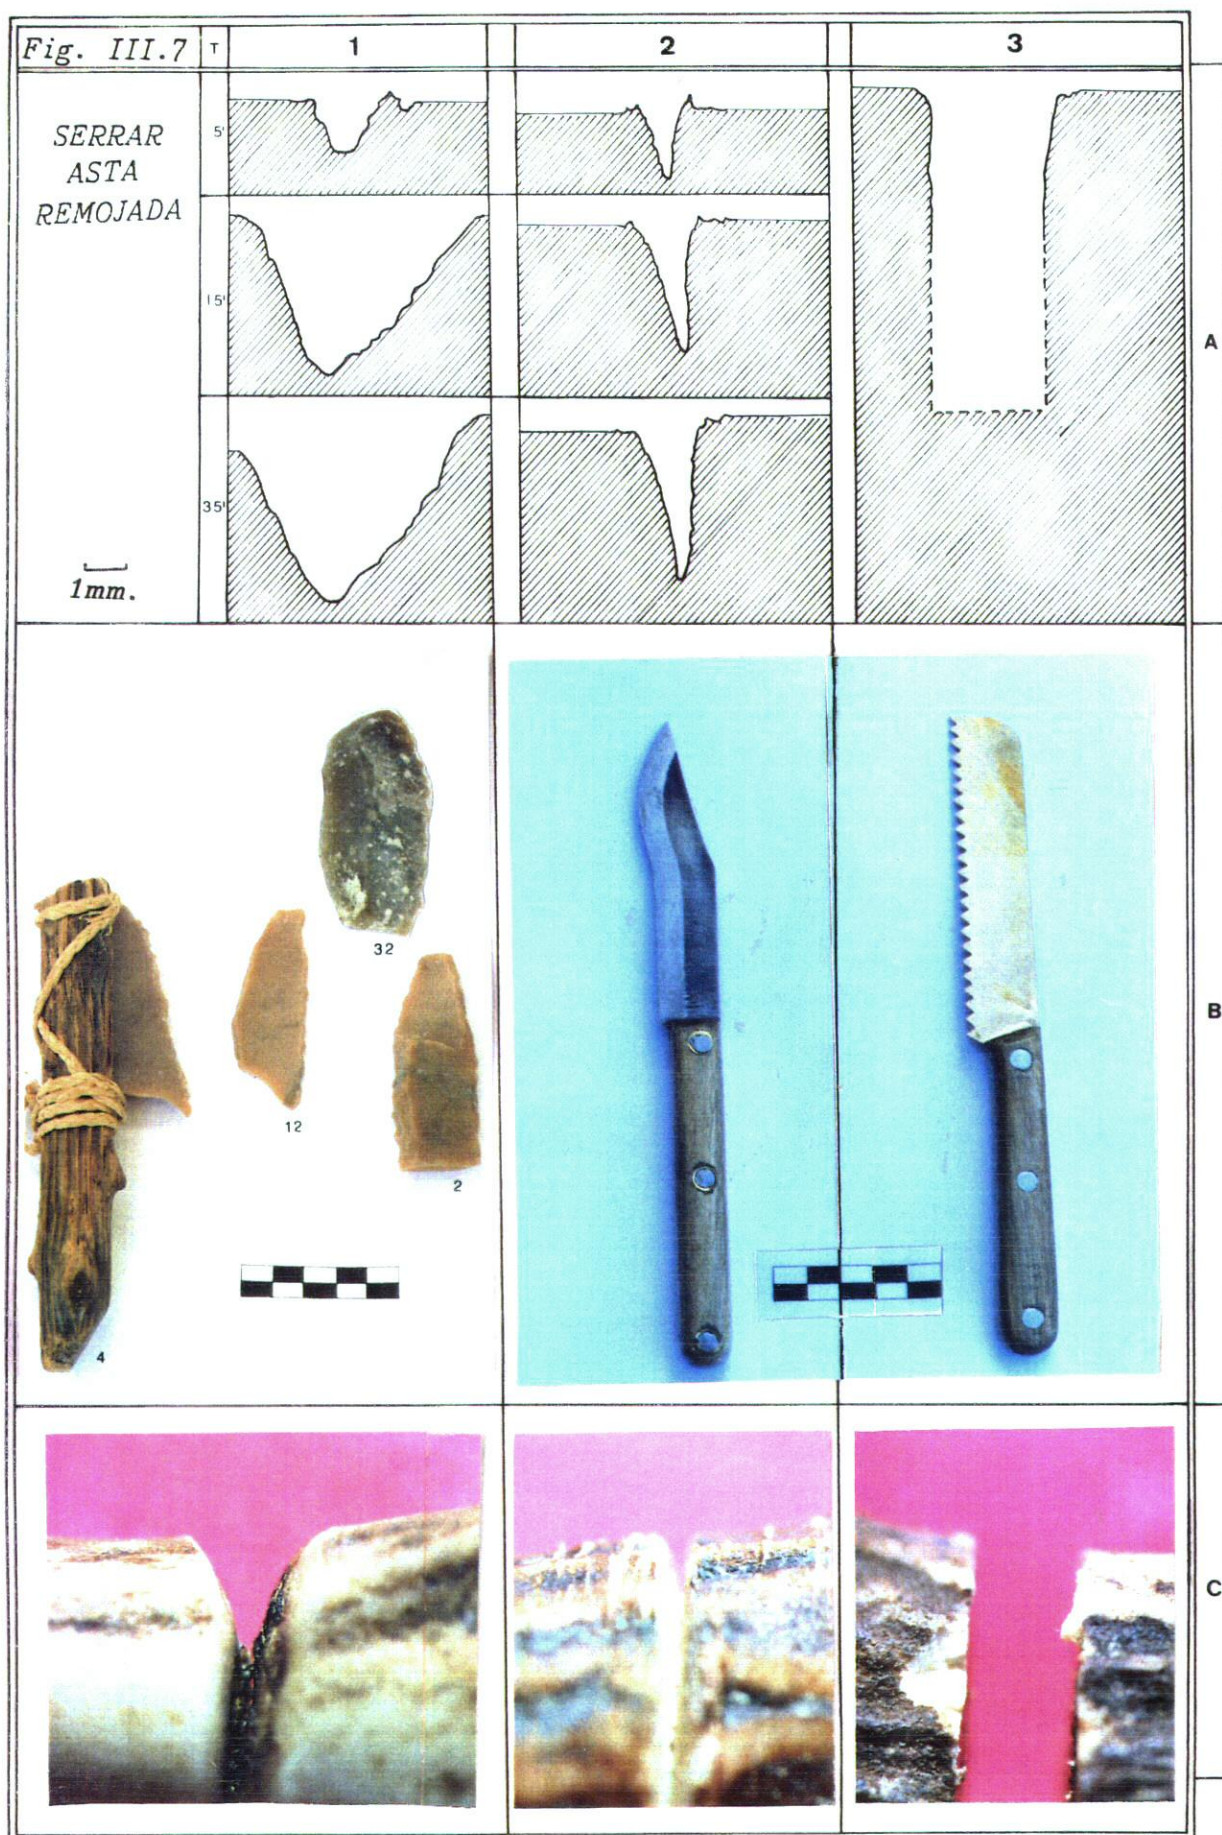 Fig. III.7 T 1 2 3
SERRAR
ASTA
REMOJADA
5'
15'
35'
1mm.
A
32
12
2
4
B
C